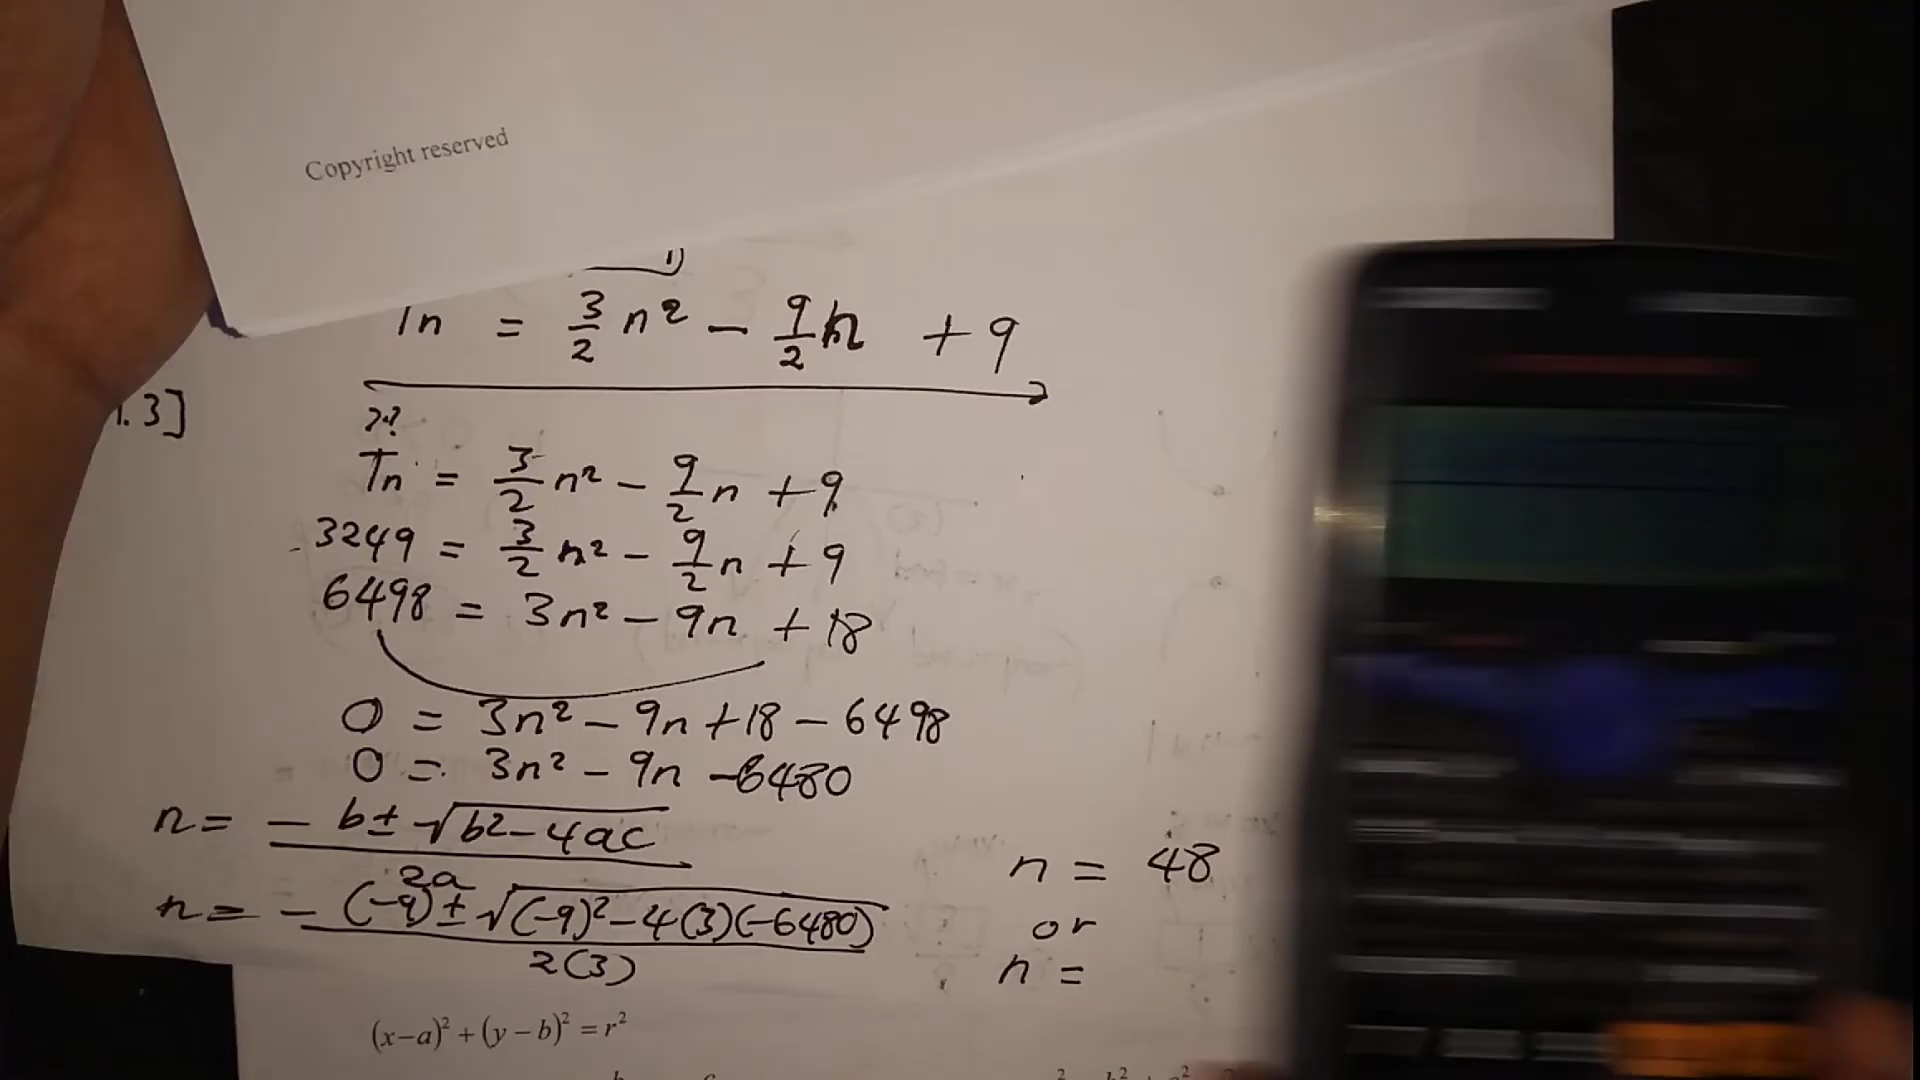 Copyright reserved
Tn = 3/2 n² - 9/2 n + 9
1.3]
??
Tn = 3/2 n² - 9/2 n + 9
3249 = 3/2 n² - 9/2 n + 9
6498 = 3n² - 9n + 18
0 = 3n² - 9n + 18 - 6498
0 = 3n² - 9n - 6480
n = - b ± √b² - 4ac / 2a
n = - (-9) ± √(-9)² - 4(3)(-6480) / 2(3)
n = 48
or
n =
(x-a)² + (y-b)² = r²